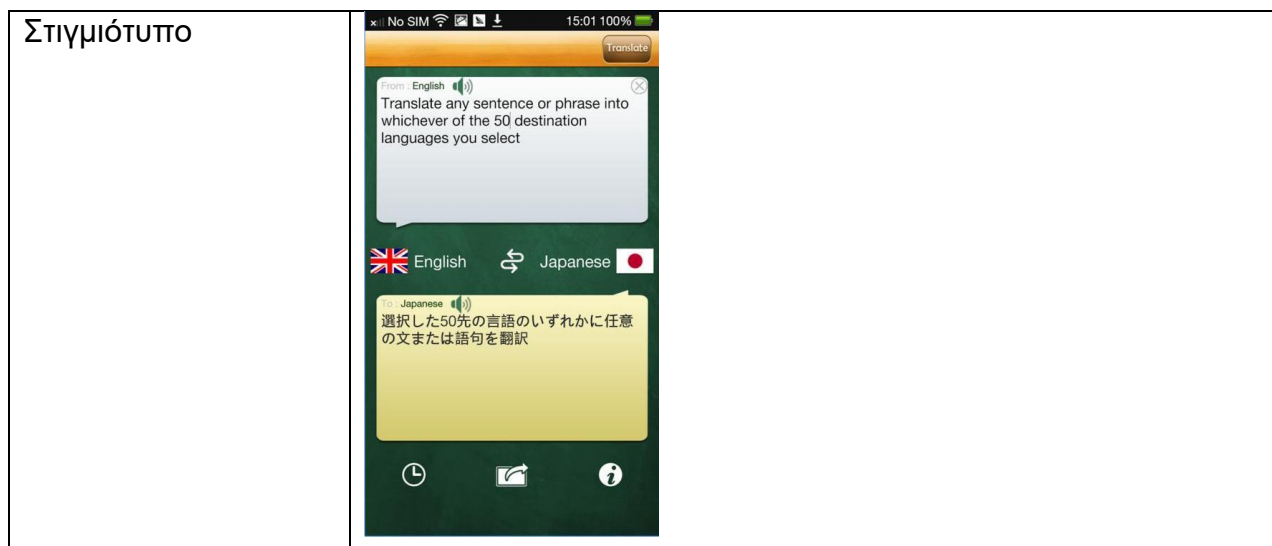 Στιγμιότυπο
No SIM 15:01 100%
Translate
From : English
Translate any sentence or phrase into
whichever of the 50 destination
languages you select
English Japanese
To : Japanese
選択した50先の言語のいずれかに任意
の文または語句を翻訳